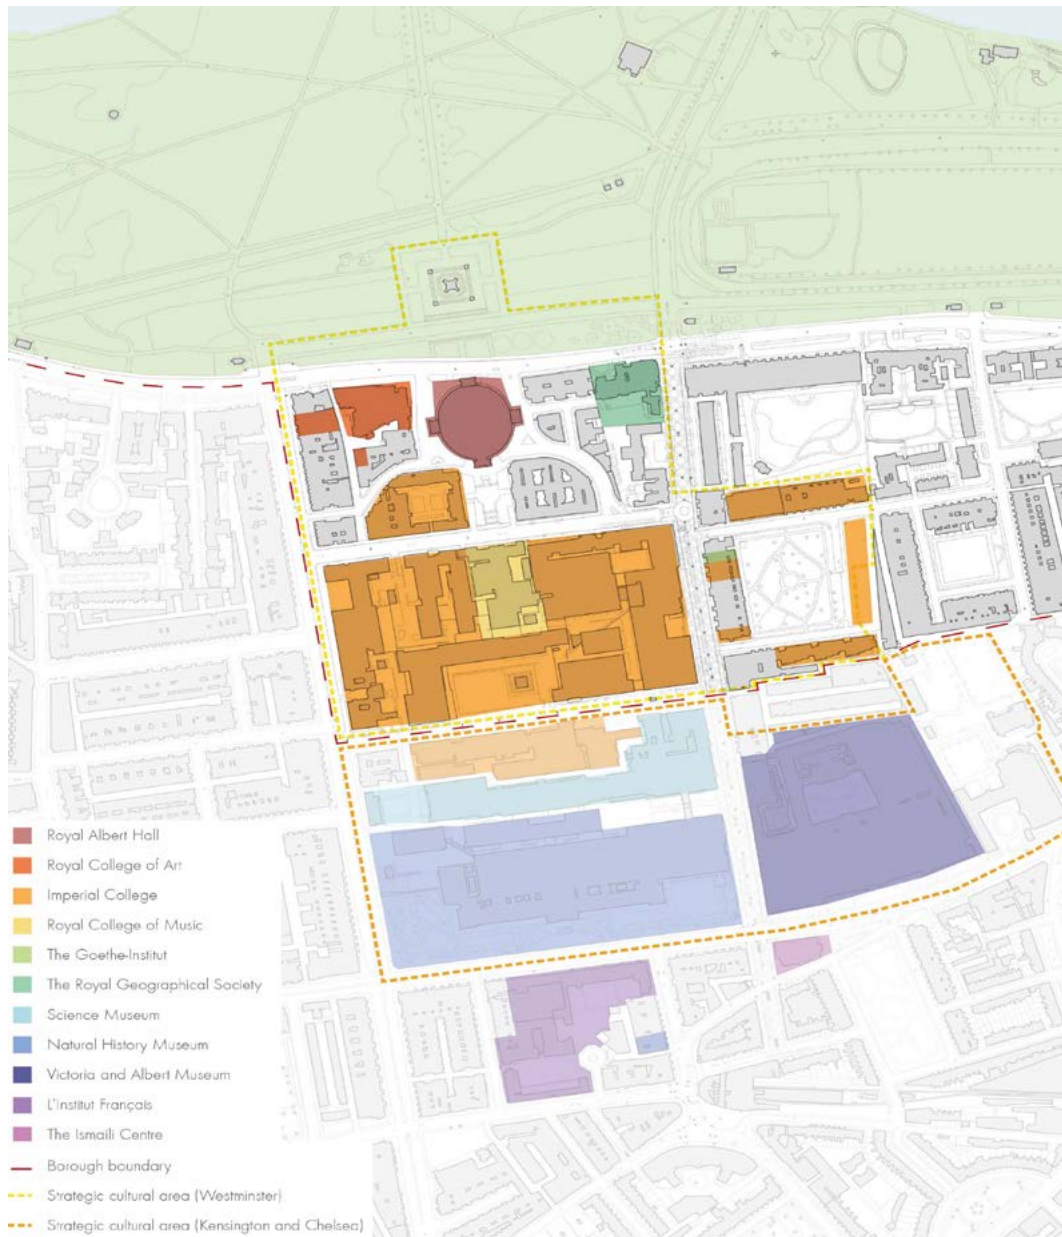 Royal Albert Hall
Royal College of Art
Imperial College
Royal College of Music
The Goethe-Institut
The Royal Geographical Society
Science Museum
Natural History Museum
Victoria and Albert Museum
L'Institut Français
The Ismaili Centre
Borough boundary
Strategic cultural area (Westminster)
Strategic cultural area (Kensington and Chelsea)